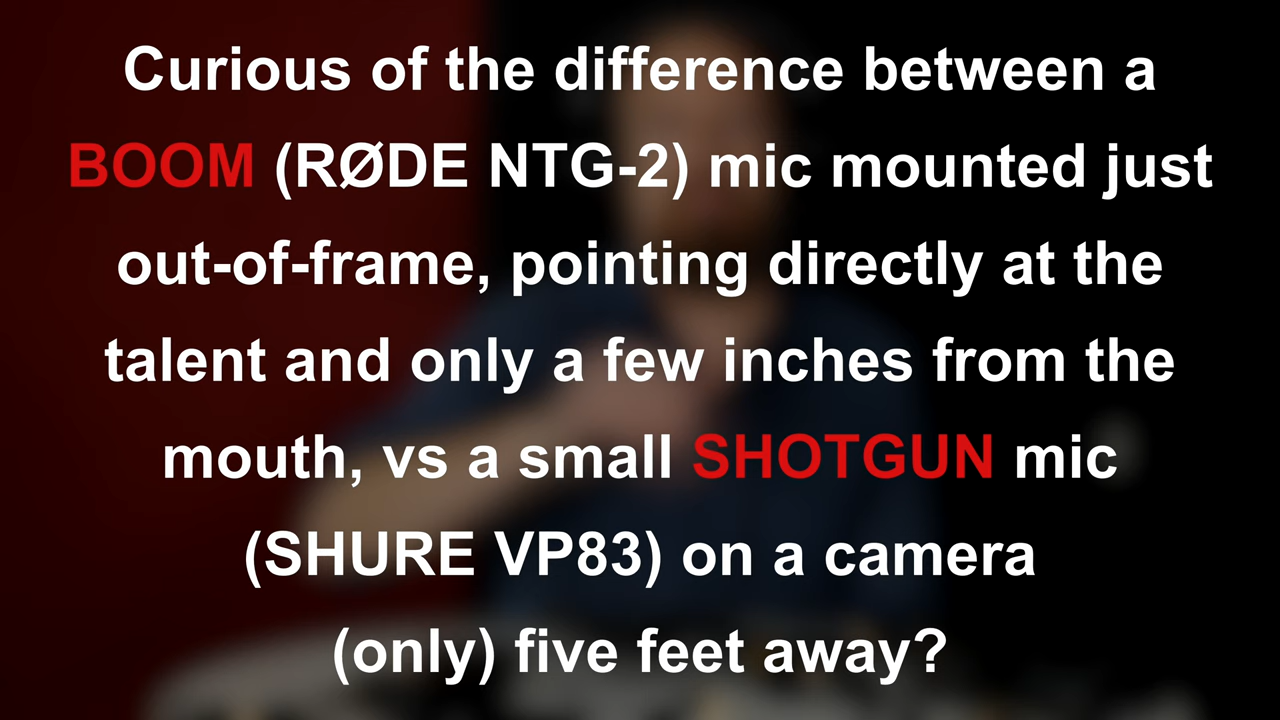 Curious of the difference between a
BOOM (RØDE NTG-2) mic mounted just
out-of-frame, pointing directly at the
talent and only a few inches from the
mouth, vs a small SHOTGUN mic
(SHURE VP83) on a camera
(only) five feet away?